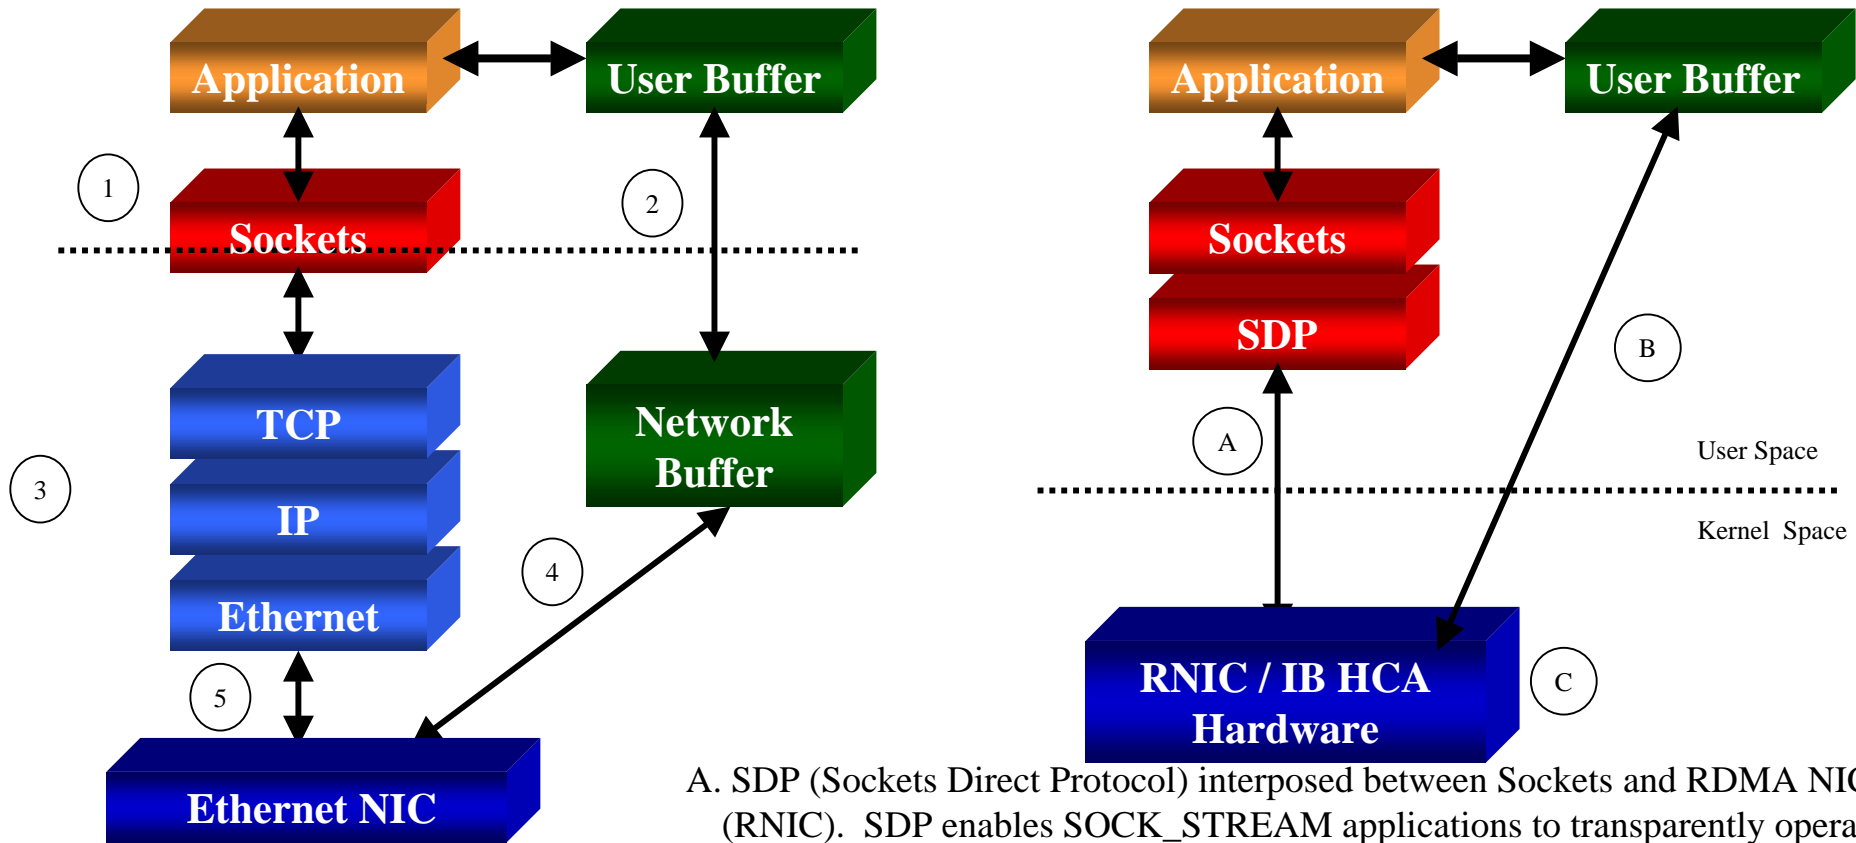 Application
User Buffer
1
2
Sockets
TCP
IP
Ethernet
3
Network
Buffer
4
5
Ethernet NIC
Application
User Buffer
Sockets
SDP
A
B
User Space
Kernel Space
RNIC / IB HCA
Hardware
C
A. SDP (Sockets Direct Protocol) interposed between Sockets and RDMA NIC
(RNIC). SDP enables SOCK_STREAM applications to transparently opera